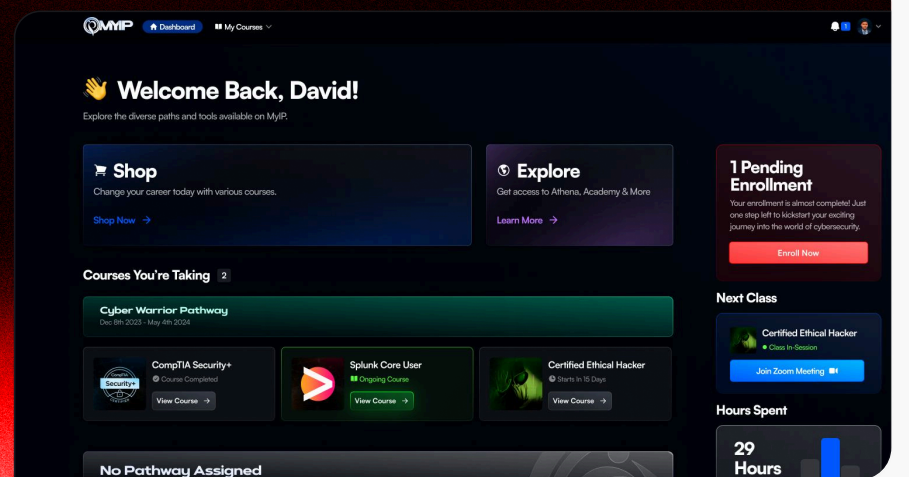 MYIP
Dashboard
My Courses
1
Welcome Back, David!
Explore the diverse paths and tools available on MyIP.
Shop
Change your career today with various courses.
Shop Now →
Explore
Get access to Athena, Academy & More
Learn More →
1 Pending
Enrollment
Your enrollment is almost complete! Just
one step left to kickstart your exciting
journey into the world of cybersecurity.
Enroll Now
Courses You're Taking 2
Cyber Warrior Pathway
Dec 8th 2023 - May 4th 2024
CompTIA
Security+
CompTIA Security+
Course Completed
View Course →
Splunk Core User
Ongoing Course
View Course →
Certified Ethical Hacker
Starts In 15 Days
View Course →
No Pathway Assigned
Next Class
Certified Ethical Hacker
Class In-Session
Join Zoom Meeting
Hours Spent
29
Hours